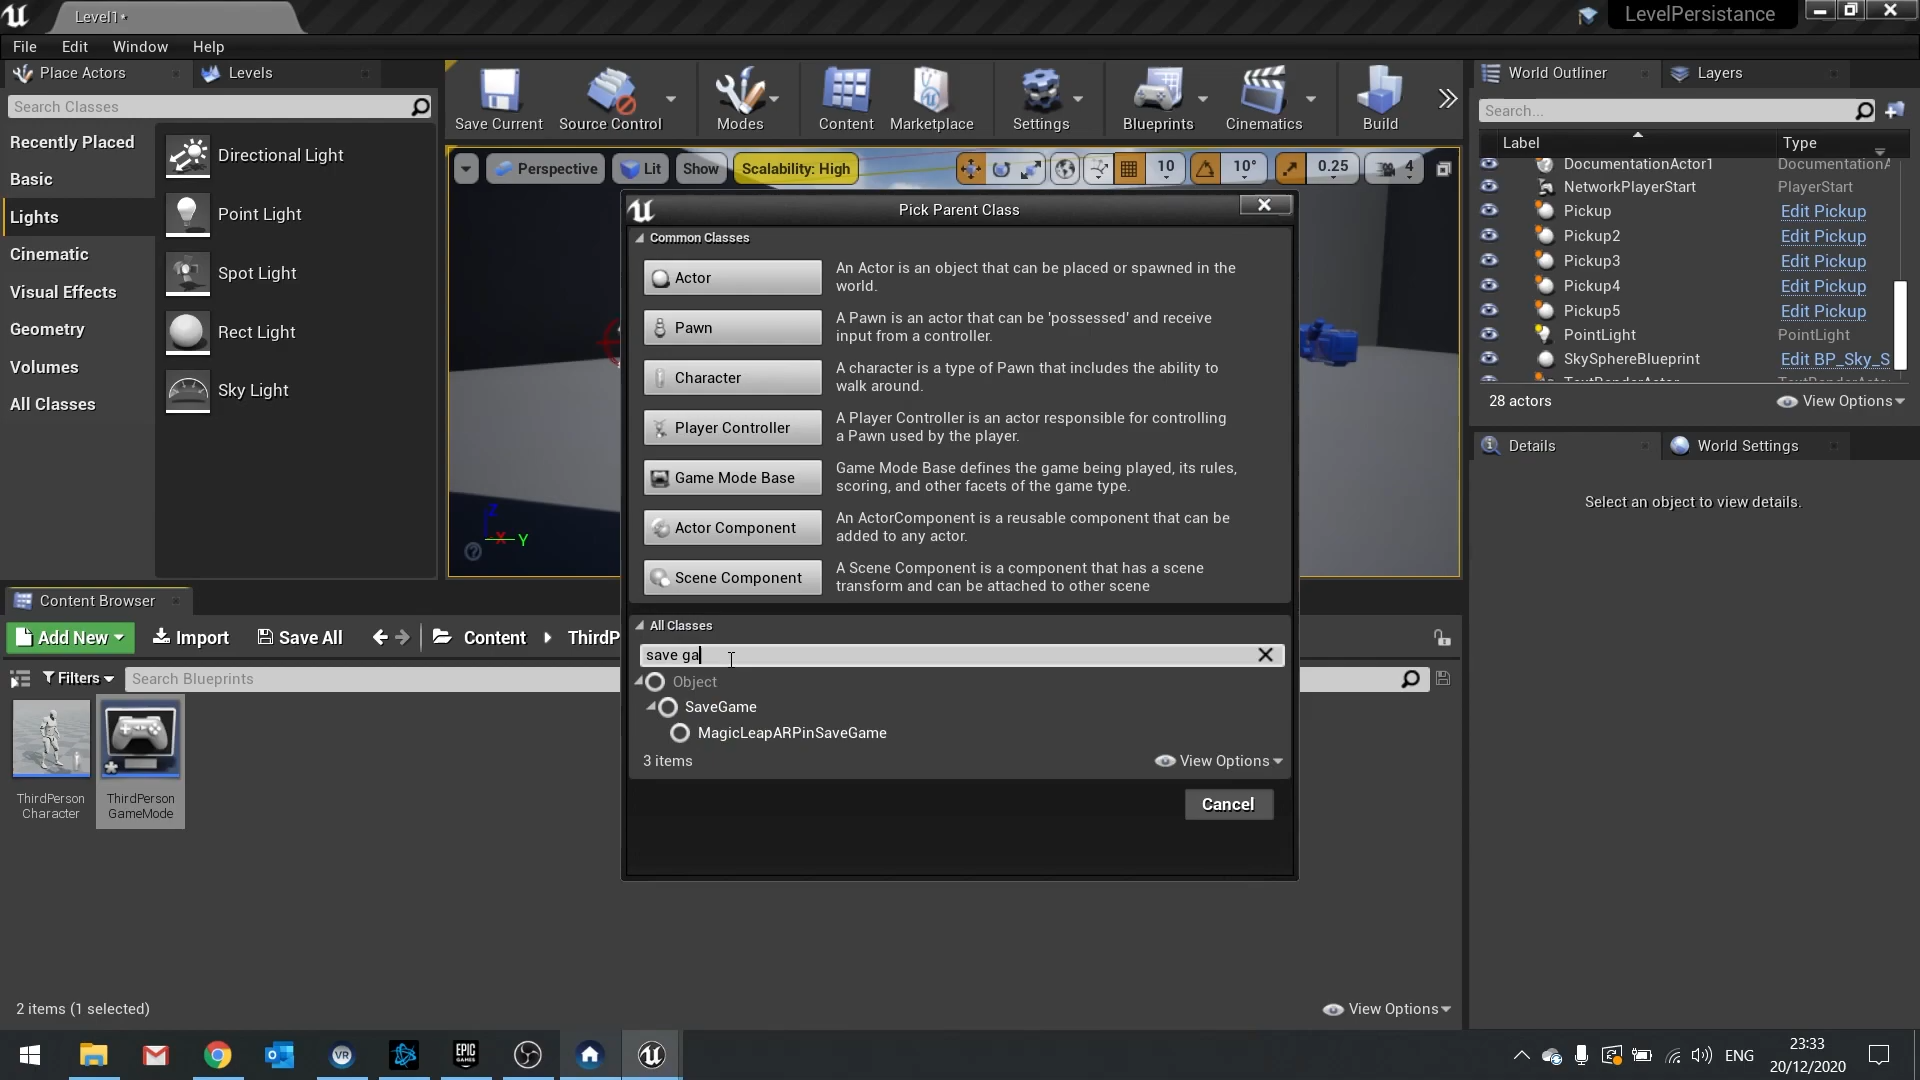 Level1*
LevelPersistance
File
Edit
Window
Help
Place Actors
Levels
Search Classes
Recently Placed
Basic
Lights
Cinematic
Visual Effects
Geometry
Volumes
All Classes
Directional Light
Point Light
Spot Light
Rect Light
Sky Light
Save Current
Source Control
Modes
Content
Marketplace
Settings
Blueprints
Cinematics
Build
Perspective
Lit
Show
Scalability: High
10
10°
0.25
4
X
Y
Z
Pick Parent Class
Common Classes
Actor
An Actor is an object that can be placed or spawned in the
world.
Pawn
A Pawn is an actor that can be 'possessed' and receive
input from a controller.
Character
A character is a type of Pawn that includes the ability to
walk around.
Player Controller
A Player Controller is an actor responsible for controlling
a Pawn used by the player.
Game Mode Base
Game Mode Base defines the game being played, its rules,
scoring, and other facets of the game type.
Actor Component
An ActorComponent is a reusable component that can be
added to any actor.
Scene Component
A Scene Component is a component that has a scene
transform and can be attached to other scene
All Classes
save ga
Object
SaveGame
MagicLeapARPinSaveGame
3 items
View Options
Cancel
World Outliner
Layers
Search...
Label
Type
DocumentationActor1
DocumentationA
NetworkPlayerStart
PlayerStart
Pickup
Edit Pickup
Pickup2
Edit Pickup
Pickup3
Edit Pickup
Pickup4
Edit Pickup
Pickup5
Edit Pickup
PointLight
PointLight
SkySphereBlueprint
Edit BP_Sky_S
28 actors
View Options
Details
World Settings
Select an object to view details.
Content Browser
Add New
Import
Save All
Content
ThirdP
Filters
Search Blueprints
ThirdPerson
Character
ThirdPerson
GameMode
2 items (1 selected)
View Options
VR
EPIC
GAMES
ENG
23:33
20/12/2020